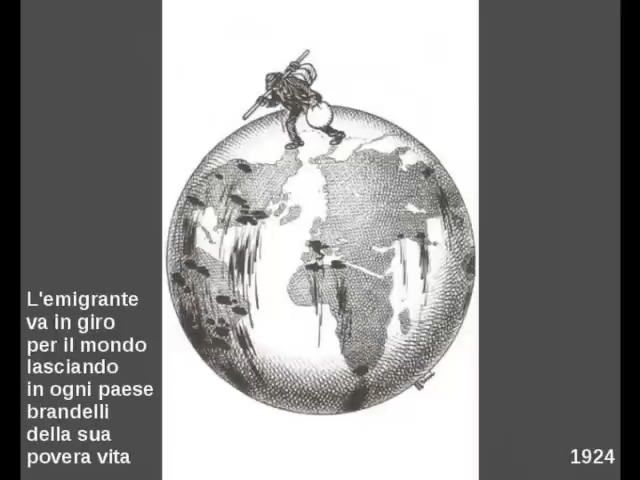 L'emigrante
va in giro
per il mondo
lasciando
in ogni paese
brandelli
della sua
povera vita
1924